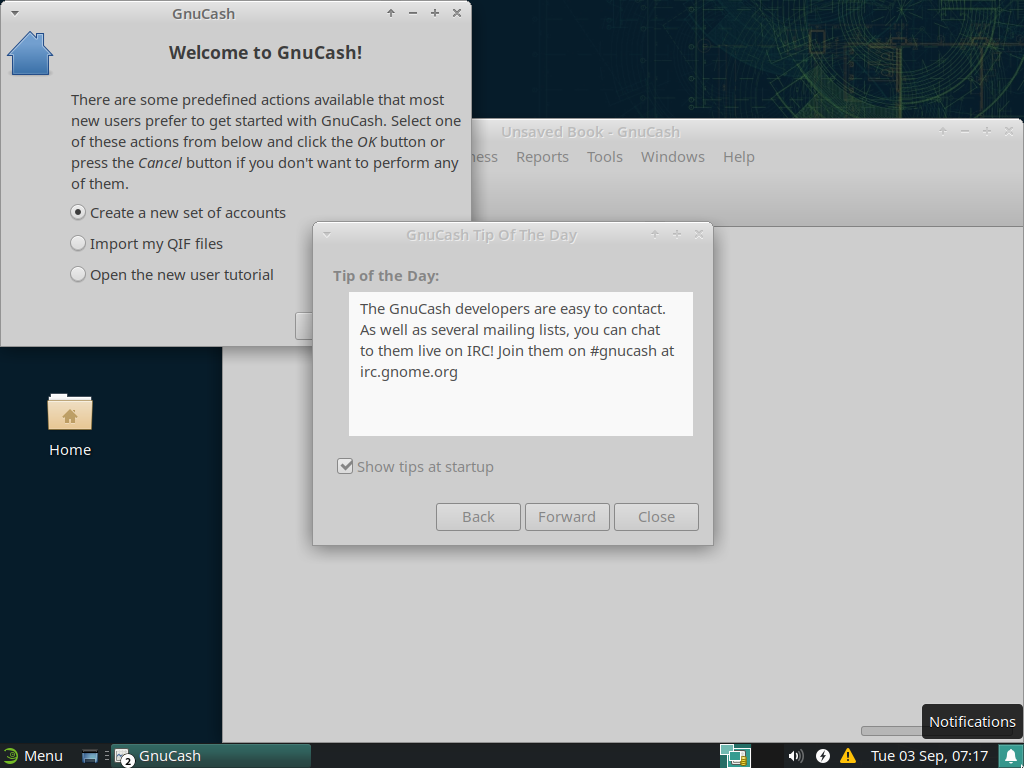 GnuCash
Welcome to GnuCash!
There are some predefined actions available that most
new users prefer to get started with GnuCash. Select one
of these actions from below and click the OK button or
press the Cancel button if you don't want to perform any
of them.
Create a new set of accounts
Import my QIF files
Open the new user tutorial
Unsaved Book - GnuCash
Reports Tools Windows Help
GnuCash Tip Of The Day
Tip of the Day:
The GnuCash developers are easy to contact.
As well as several mailing lists, you can chat
to them live on IRC! Join them on #gnucash at
irc.gnome.org
Show tips at startup
Back Forward Close
Home
Notifications
Menu
2
GnuCash
Tue 03 Sep, 07:17